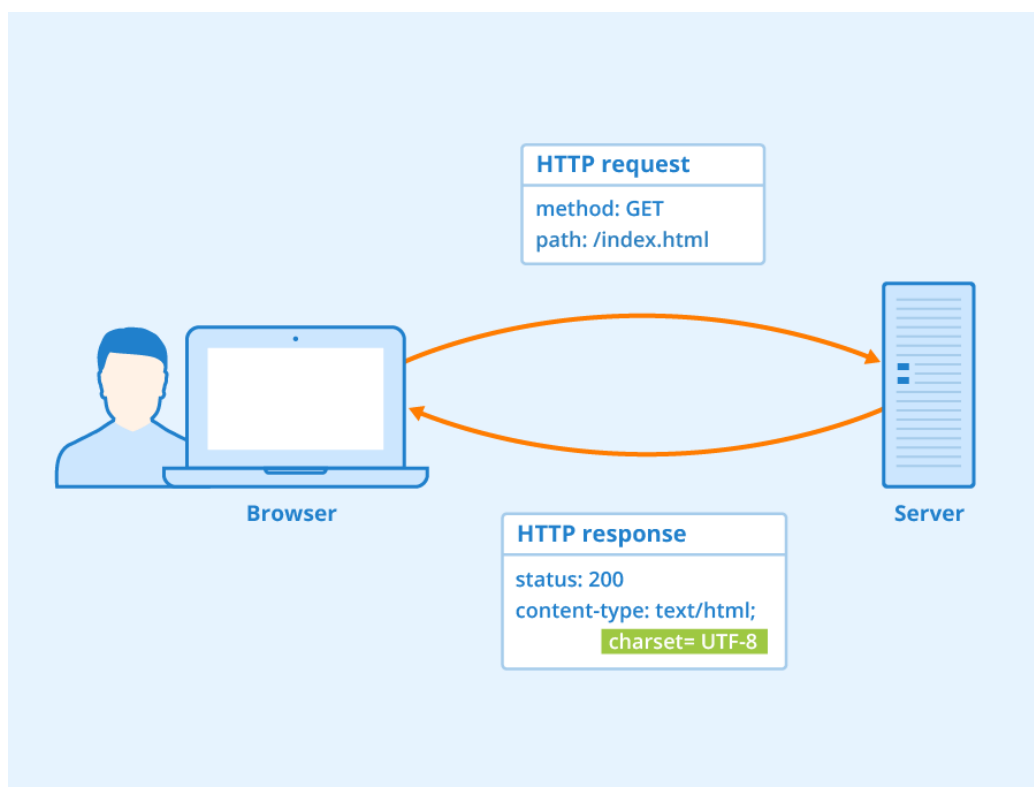 HTTP request
method: GET
path: /index.html
Browser
Server
HTTP response
status: 200
content-type: text/html;
charset= UTF-8